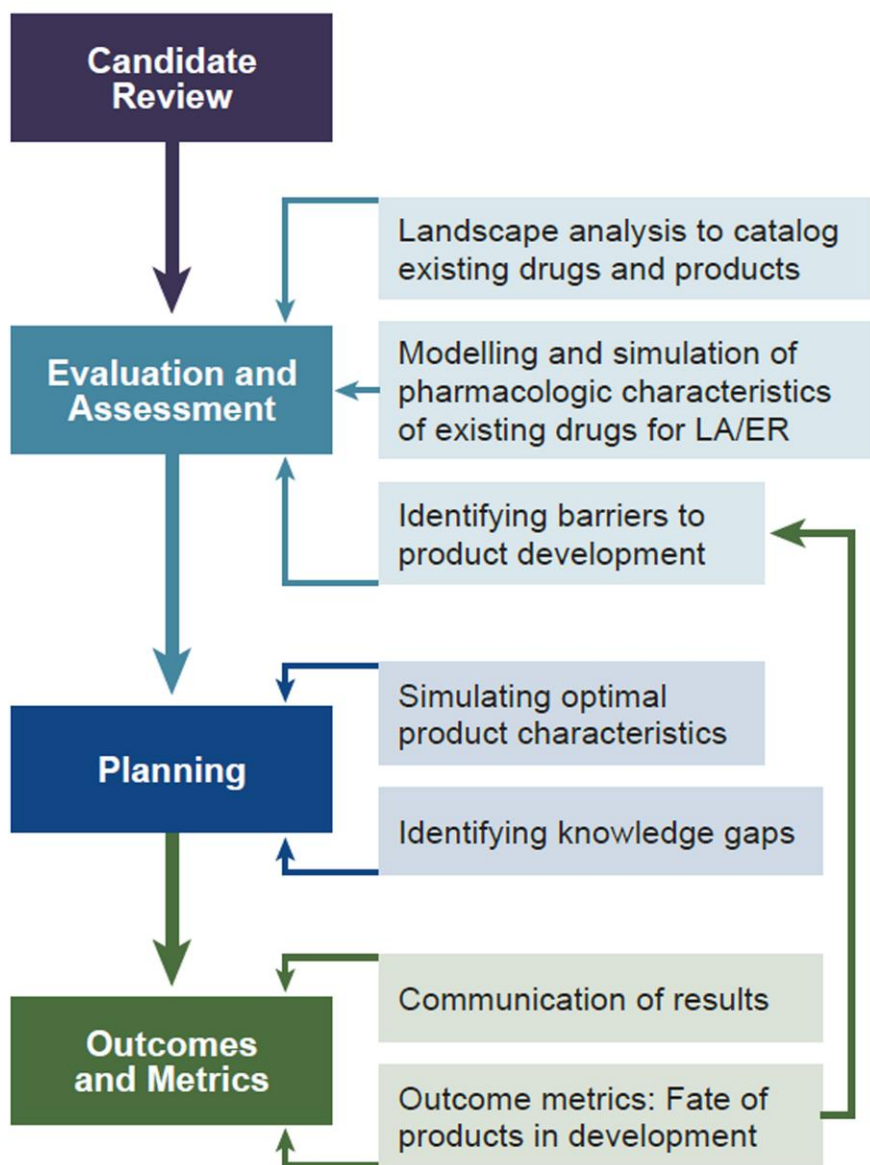 Candidate
Review
Landscape analysis to catalog
existing drugs and products
Evaluation and
Assessment
Modelling and simulation of
pharmacologic characteristics
of existing drugs for LA/ER
Identifying barriers to
product development
Simulating optimal
product characteristics
Planning
Identifying knowledge gaps
Communication of results
Outcomes
and Metrics
Outcome metrics: Fate of
products in development